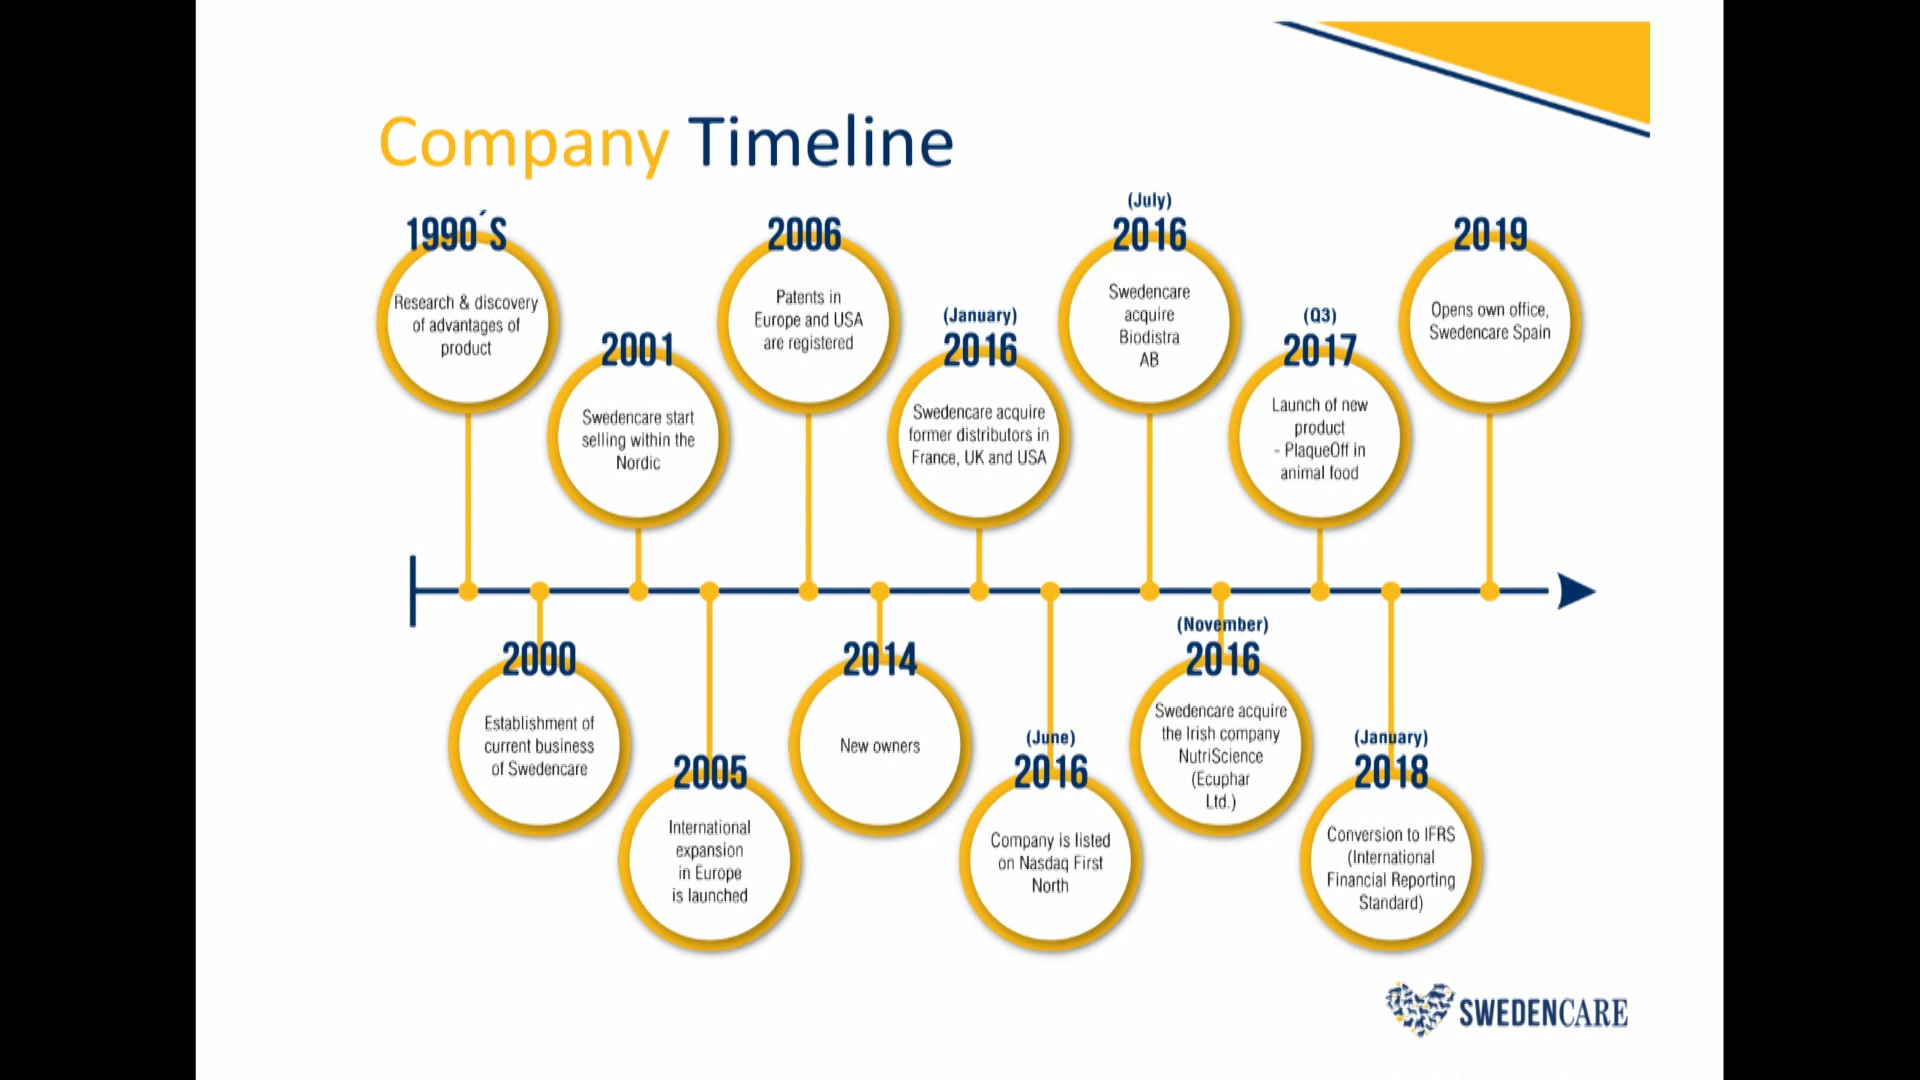 Company Timeline
1990´S
Research & discovery
of advantages of
product
2000
Establishment of
current business
of Swedencare
2001
Swedencare start
selling within the
Nordic
2005
International
expansion
in Europe
is launched
2006
Patents in
Europe and USA
are registered
2014
New owners
(January)
2016
Swedencare acquire
former distributors in
France, UK and USA
(June)
2016
Company is listed
on Nasdaq First
North
(July)
2016
Swedencare
acquire
Biodistra
AB
(November)
2016
Swedencare acquire
the Irish company
NutriScience
(Ecuphar
Ltd.)
(Q3)
2017
Launch of new
product
- PlaqueOff in
animal food
(January)
2018
Conversion to IFRS
(International
Financial Reporting
Standard)
2019
Opens own office,
Swedencare Spain
SWEDENCARE